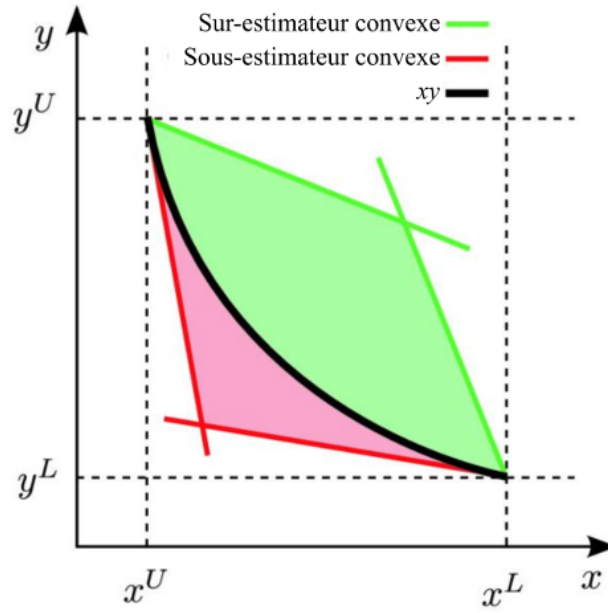 y
Sur-estimateur convexe
Sous-estimateur convexe
xy
y^U
y^L
x^U
x^L
x